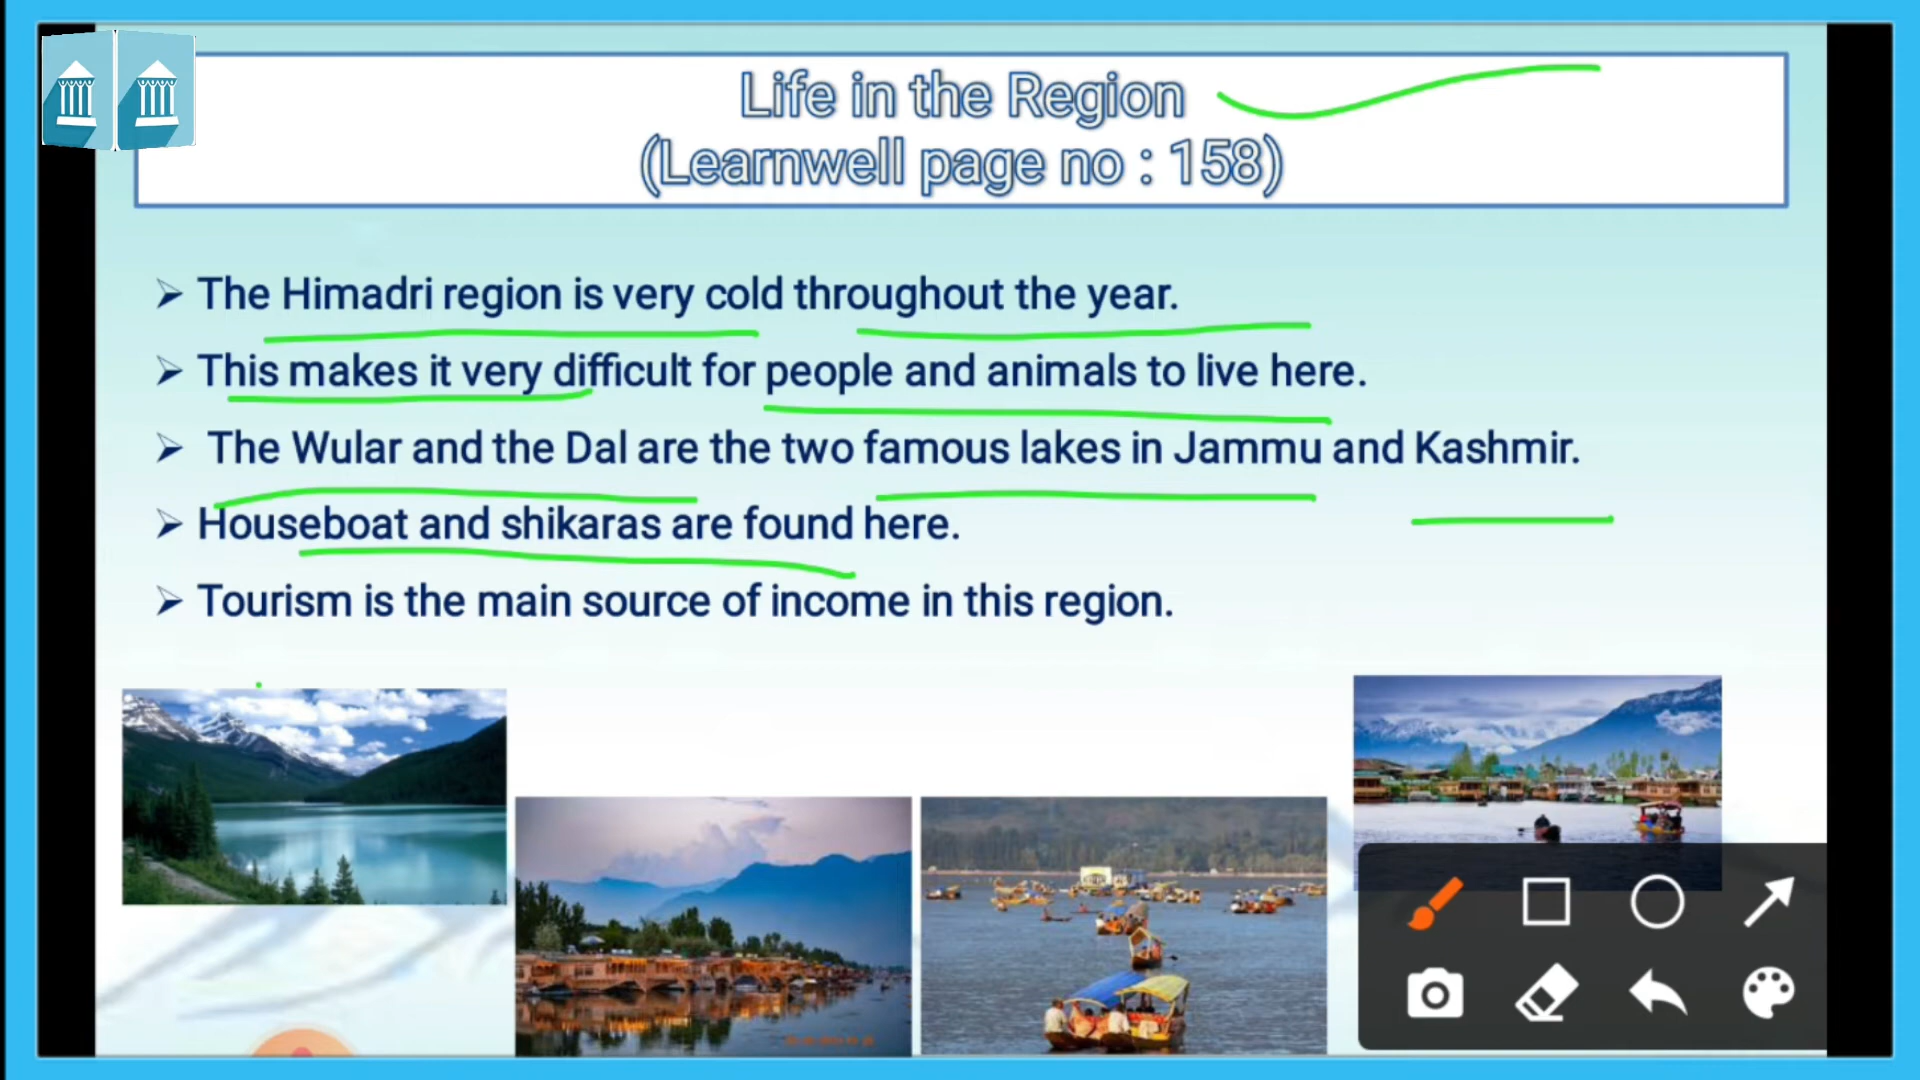 Life in the Region
(Learnwell page no : 158)
➢ The Himadri region is very cold throughout the year.
➢ This makes it very difficult for people and animals to live here.
➢ The Wular and the Dal are the two famous lakes in Jammu and Kashmir.
➢ Houseboat and shikaras are found here.
➢ Tourism is the main source of income in this region.